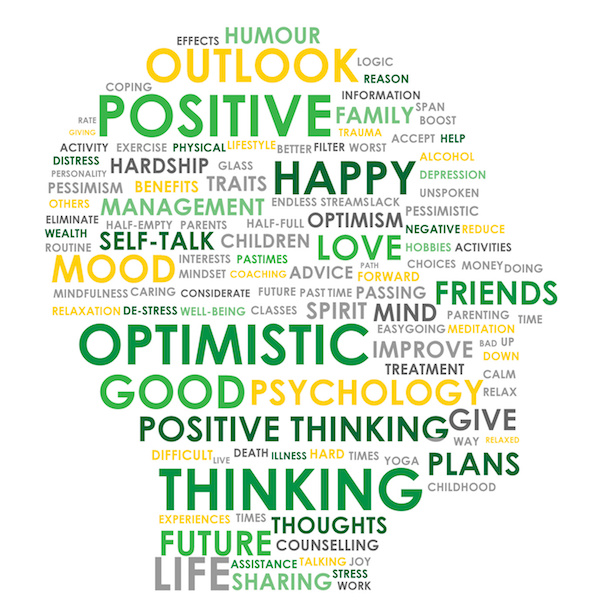 EFFECTS HUMOUR
OUTLOOK LOGIC
REASON
COPING INFORMATION
POSITIVE FAMILY SPAN
RATE BOOST
GIVING TRAUMA ACCEPT HELP
ACTIVITY EXERCISE PHYSICAL LIFESTYLE BETTER FILTER WORST
DISTRESS HARDSHIP GLASS HAPPY ALCOHOL
PERSONALITY DEPRESSION
PESSIMISM BENEFITS TRAITS UNSPOKEN
OTHERS MANAGEMENT ENDLESS STREAMS LACK PESSIMISTIC
ELIMINATE HALF-EMPTY PARENTS HALF-FULL OPTIMISM NEGATIVE REDUCE
WEALTH SELF-TALK CHILDREN LOVE HOBBIES ACTIVITIES
ROUTINE
MOOD INTERESTS PASTIMES PATH CHOICES MONEY DOING
MINDSET COACHING ADVICE FORWARD
MINDFULNESS CARING CONSIDERATE FUTURE PAST TIME PASSING FRIENDS
RELAXATION DE-STRESS WELL-BEING CLASSES SPIRIT MIND PARENTING TIME
OPTIMISTIC EASYGOING MEDITATION
IMPROVE BAD UP
DOWN
TREATMENT CALM
GOOD PSYCHOLOGY RELAX
POSITIVE THINKING GIVE
WAY RELAXED
DIFFICULT LIVE DEATH ILLNESS HARD TIMES YOGA PLANS
THINKING CHILDHOOD
EXPERIENCES TIMES THOUGHTS
FUTURE COUNSELLING
LIFE ASSISTANCE TALKING JOY
SHARING STRESS
WORK